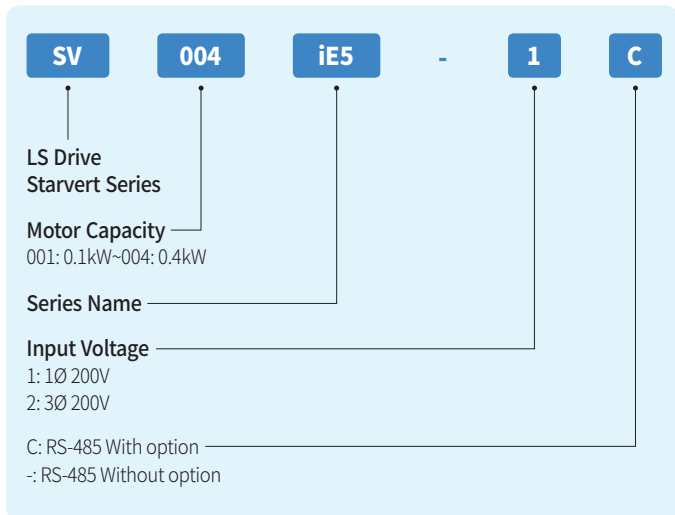 SV 004 iE5 - 1 C
LS Drive
Starvert Series
Motor Capacity
001: 0.1kW~004: 0.4kW
Series Name
Input Voltage
1: 1Ø 200V
2: 3Ø 200V
C: RS-485 With option
-: RS-485 Without option